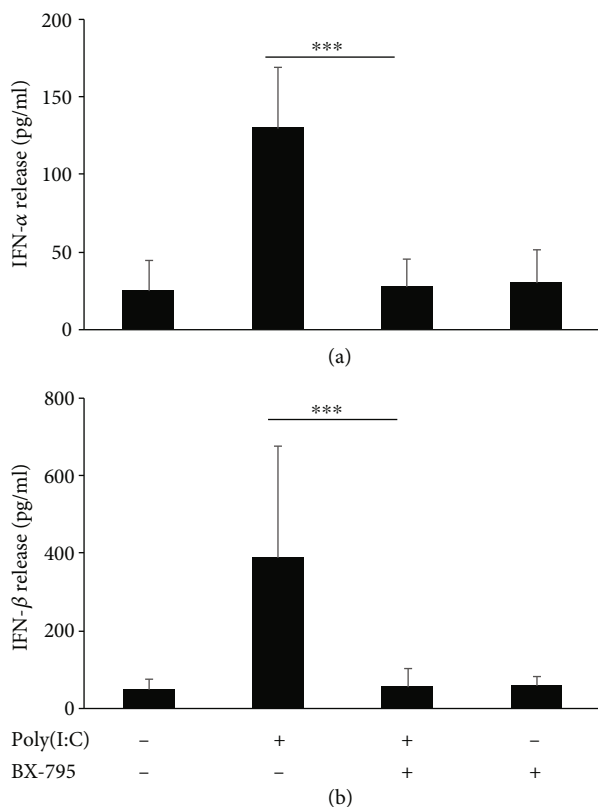 200
150
100
50
0
IFN-α release (pg/ml)
***
(a)
800
600
400
200
0
IFN-β release (pg/ml)
***
Poly(I:C) – + + –
BX-795 – – + +
(b)